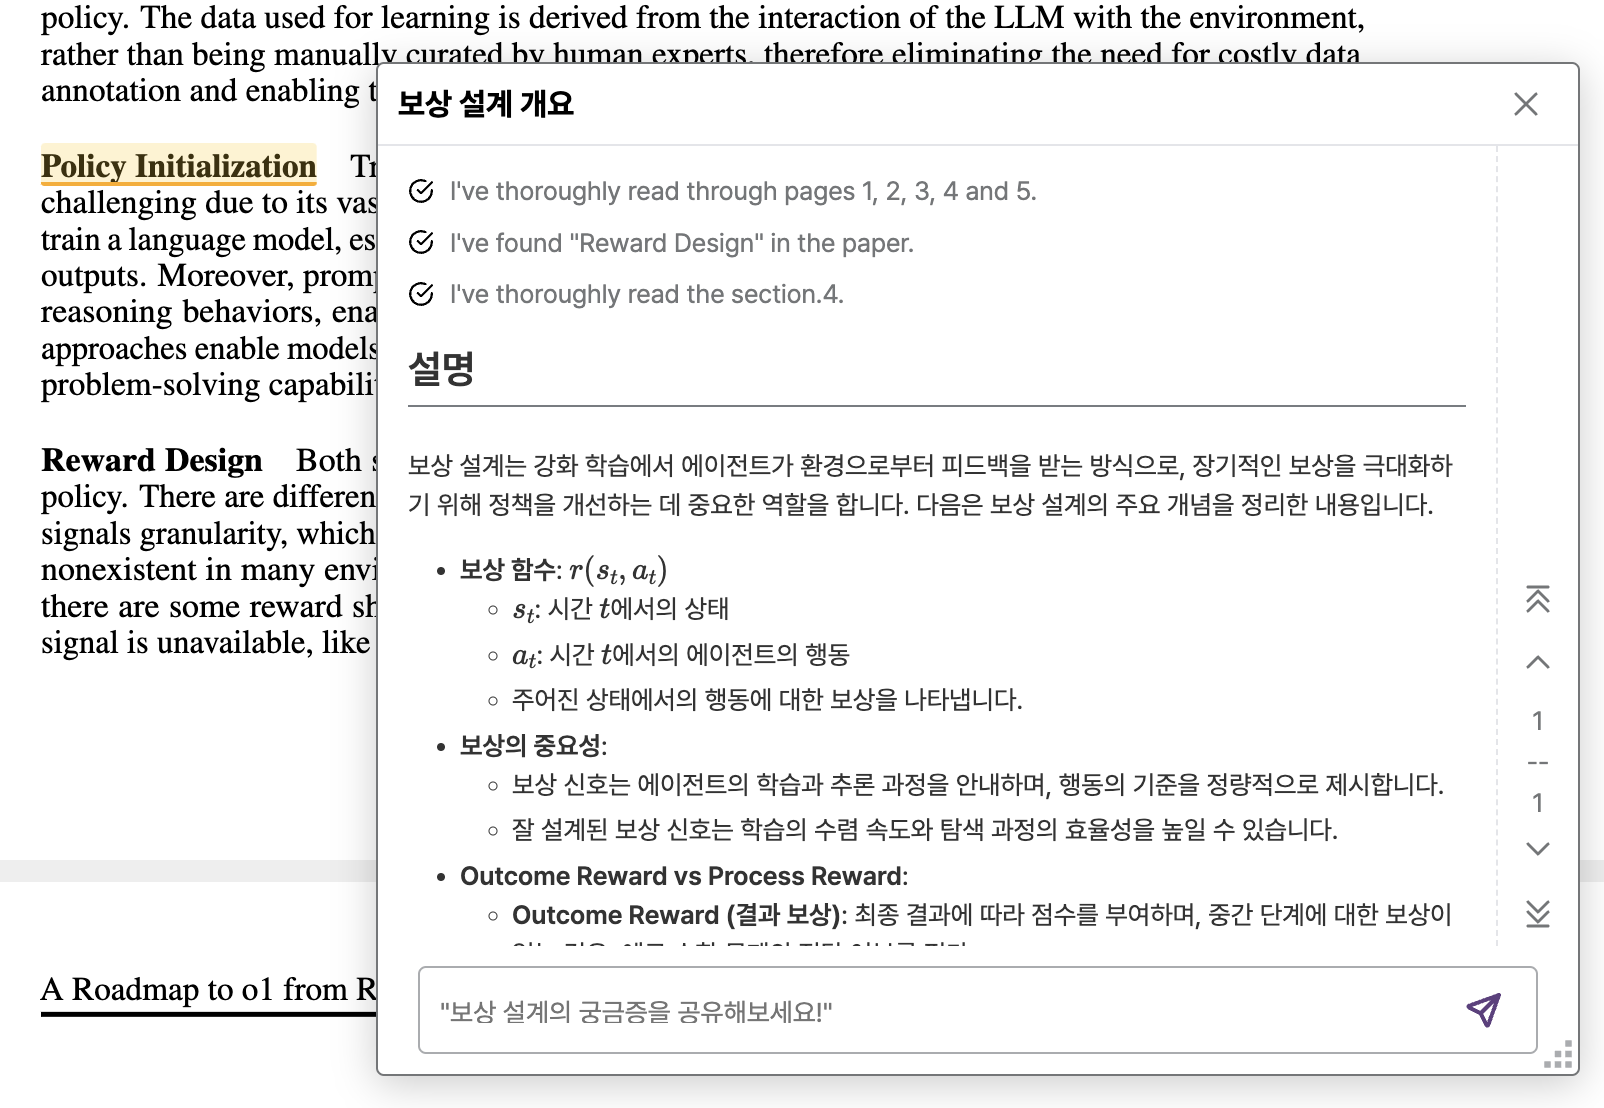 policy. The data used for learning is derived from the interaction of the LLM with the environment,
rather than being manually curated by human experts, therefore eliminating the need for costly data
annotation and enabling t
Policy Initialization Tr
challenging due to its vas
train a language model, es
outputs. Moreover, promp
reasoning behaviors, ena
approaches enable models
problem-solving capabilit
Reward Design Both s
policy. There are differen
signals granularity, which
nonexistent in many envi
there are some reward sh
signal is unavailable, like
A Roadmap to o1 from R
보상 설계 개요
I've thoroughly read through pages 1, 2, 3, 4 and 5.
I've found "Reward Design" in the paper.
I've thoroughly read the section.4.
설명
보상 설계는 강화 학습에서 에이전트가 환경으로부터 피드백을 받는 방식으로, 장기적인 보상을 극대화하
기 위해 정책을 개선하는 데 중요한 역할을 합니다. 다음은 보상 설계의 주요 개념을 정리한 내용입니다.
• 보상 함수: r(s_t, a_t)
◦ s_t: 시간 t에서의 상태
◦ a_t: 시간 t에서의 에이전트의 행동
◦ 주어진 상태에서의 행동에 대한 보상을 나타냅니다.
• 보상의 중요성:
◦ 보상 신호는 에이전트의 학습과 추론 과정을 안내하며, 행동의 기준을 정량적으로 제시합니다.
◦ 잘 설계된 보상 신호는 학습의 수렴 속도와 탐색 과정의 효율성을 높일 수 있습니다.
• Outcome Reward vs Process Reward:
◦ Outcome Reward (결과 보상): 최종 결과에 따라 점수를 부여하며, 중간 단계에 대한 보상이
1
--
1
"보상 설계의 궁금증을 공유해보세요!"